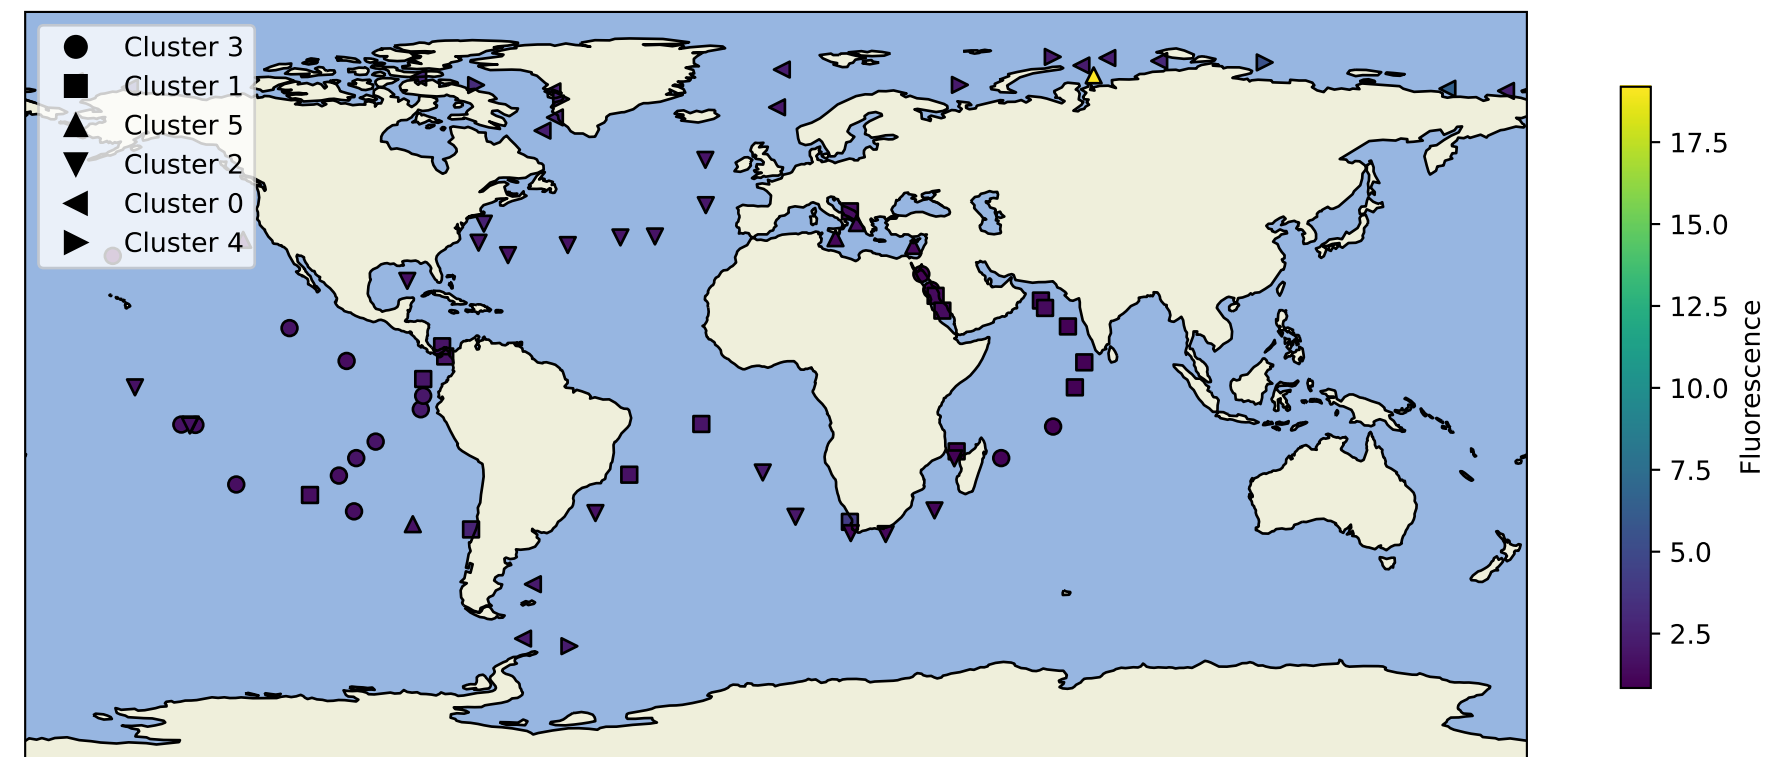 Cluster 3
Cluster 1
Cluster 5
Cluster 2
Cluster 0
Cluster 4
17.5
15.0
12.5
10.0
7.5
5.0
2.5
Fluorescence